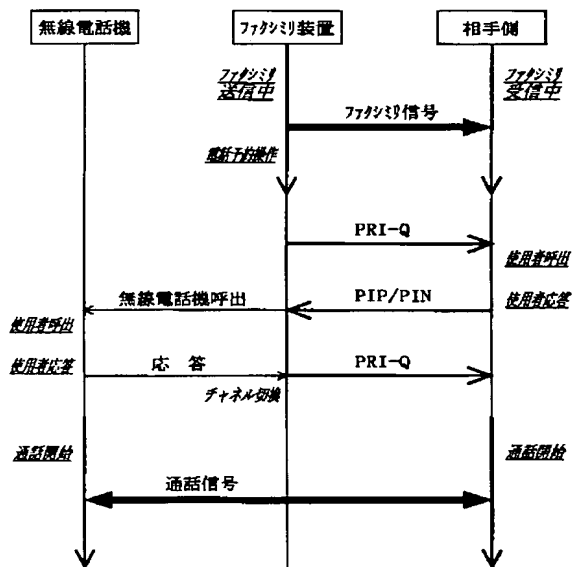 無線電話機
ファクシミリ装置
相手側
ファクシミリ
送信中
ファクシミリ
受信中
ファクシミリ信号
電話予約操作
PRI-Q
使用者呼出
無線電話機呼出
PIP/PIN
使用者応答
使用者呼出
使用者応答
応 答
PRI-Q
チャネル切換
通話開始
通話開始
通話信号